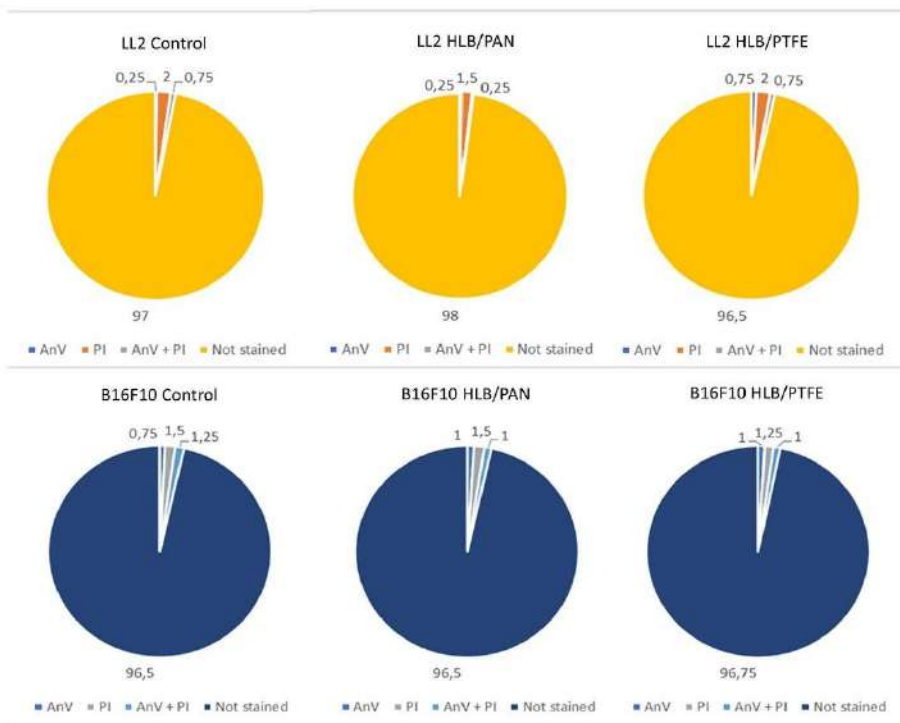 LL2 Control
0,25 2 0,75
97
AnV PI AnV + PI Not stained
LL2 HLB/PAN
0,25 1,5 0,25
98
AnV PI AnV + PI Not stained
LL2 HLB/PTFE
0,75 2 0,75
96,5
AnV PI AnV + PI Not stained
B16F10 Control
0,75 1,5 1,25
96,5
AnV PI AnV + PI Not stained
B16F10 HLB/PAN
1 1,5 1
96,5
AnV PI AnV + PI Not stained
B16F10 HLB/PTFE
1 1,25 1
96,75
AnV PI AnV + PI Not stained